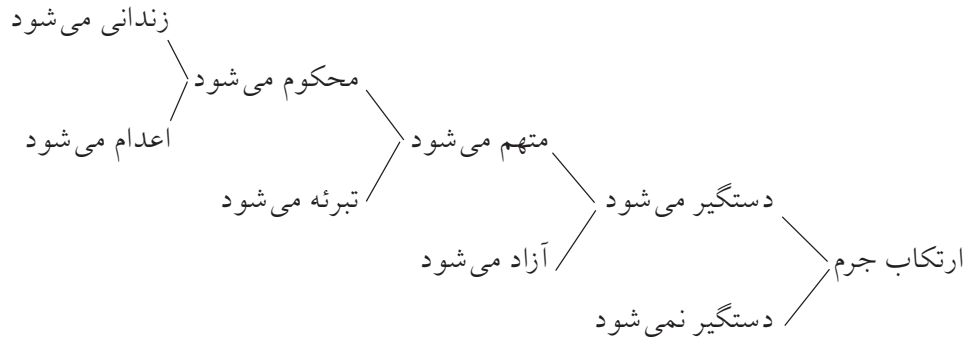 زندانی می‌شود
محکوم می‌شود
اعدام می‌شود
متهم می‌شود
تبرئه می‌شود
دستگیر می‌شود
آزاد می‌شود
ارتکاب جرم
دستگیر نمی‌شود